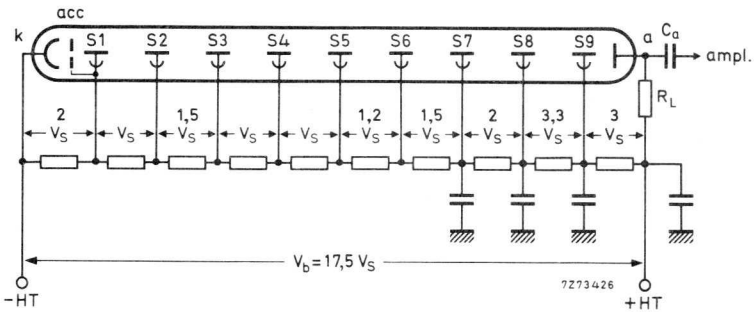 acc
k S1 S2 S3 S4 S5 S6 S7 S8 S9 a Ca ampl.
RL
2 1,5 1,2 1,5 2 3,3 3
VS VS VS VS VS VS VS VS VS VS
Vb = 17,5 VS
7Z73426
-HT +HT